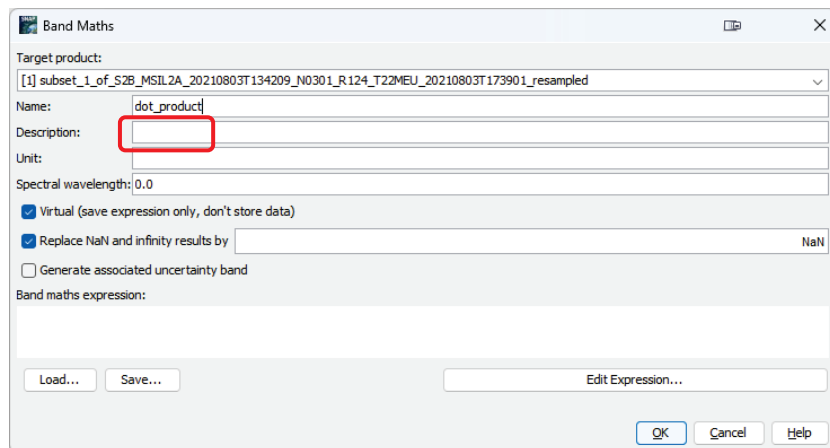 SNAP
Band Maths
Target product:
[1] subset_1_of_S2B_MSIL2A_20210803T134209_N0301_R124_T22MEU_20210803T173901_resampled
Name: dot_product
Description:
Unit:
Spectral wavelength: 0.0
Virtual (save expression only, don't store data)
Replace NaN and infinity results by NaN
Generate associated uncertainty band
Band maths expression:
Load... Save... Edit Expression...
OK Cancel Help